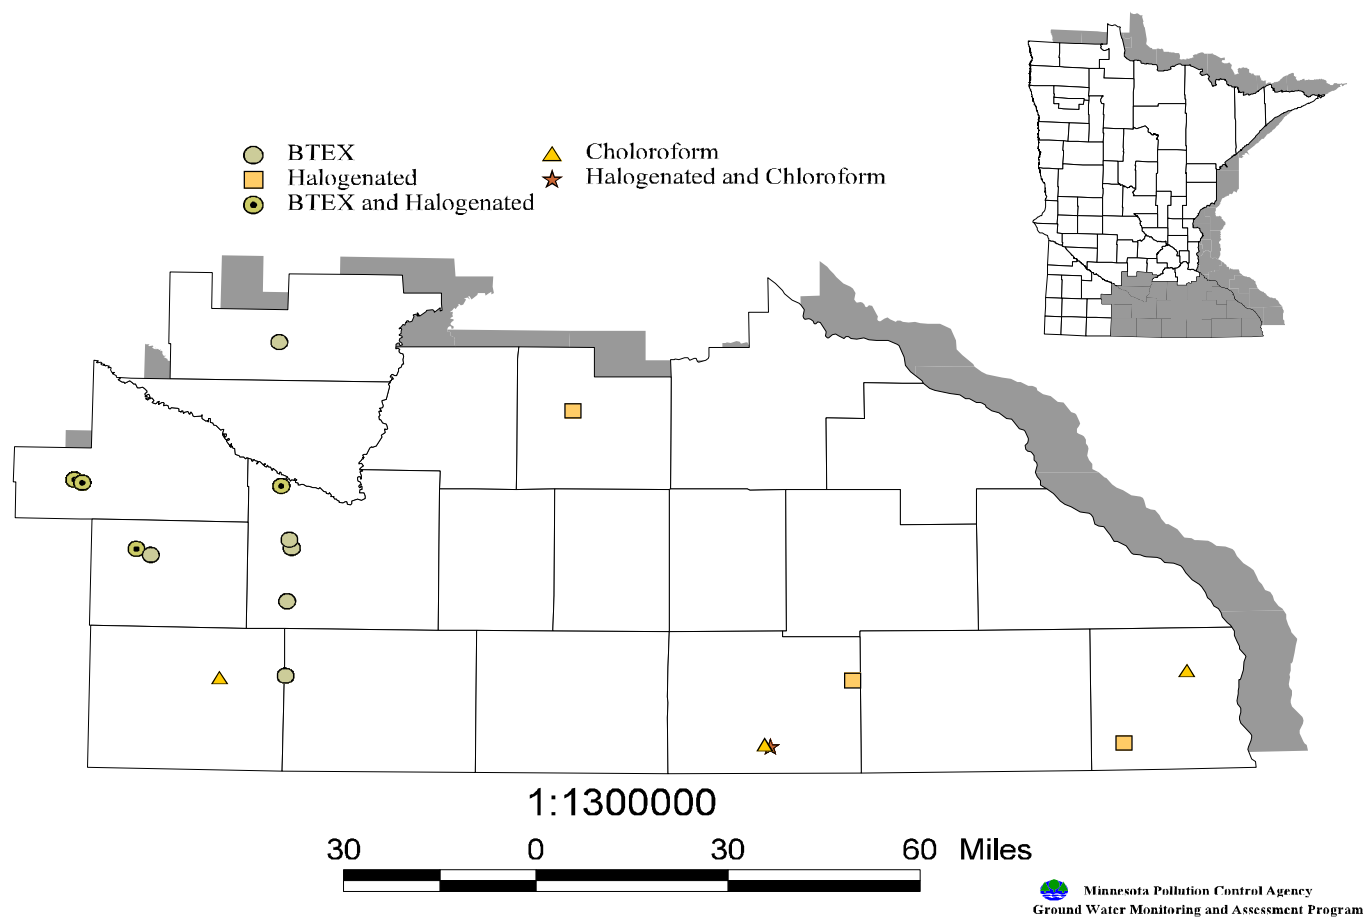 BTEX
Halogenated
BTEX and Halogenated
Choloroform
Halogenated and Chloroform
1:1300000
30 0 30 60 Miles
Minnesota Pollution Control Agency
Ground Water Monitoring and Assessment Program